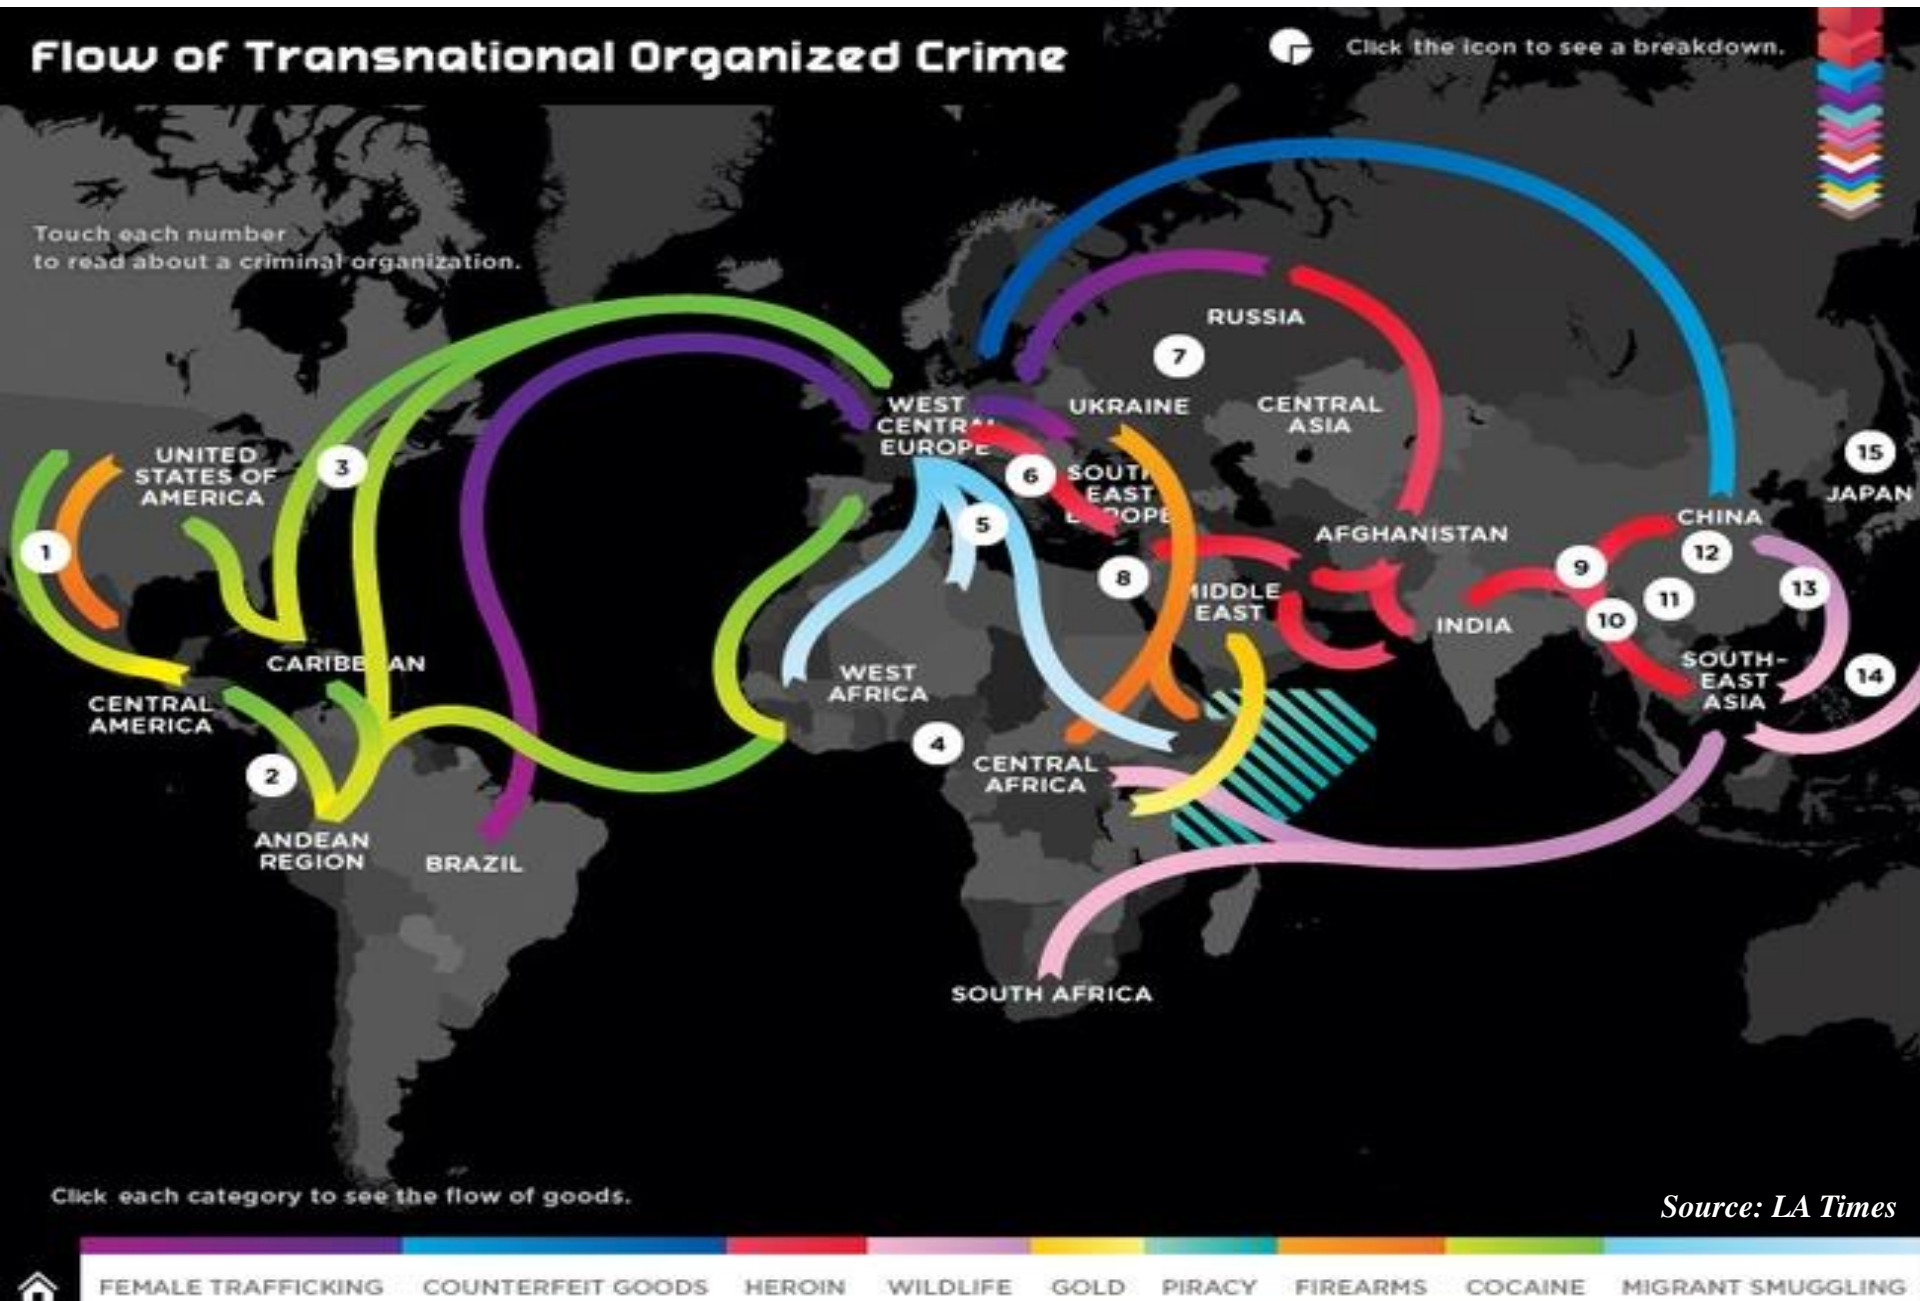 Flow of Transnational Organized Crime
Click the icon to see a breakdown.
Touch each number
to read about a criminal organization.
RUSSIA
7
WEST
CENTRAL
EUROPE
UKRAINE
CENTRAL
ASIA
UNITED
STATES OF
AMERICA
3
6
SOUTH
EAST
EUROPE
15
JAPAN
1
5
AFGHANISTAN
CHINA
12
8
9
MIDDLE
EAST
13
11
10
INDIA
CARIBBEAN
WEST
AFRICA
SOUTH-
EAST
ASIA
14
CENTRAL
AMERICA
4
2
CENTRAL
AFRICA
ANDEAN
REGION
BRAZIL
SOUTH AFRICA
Click each category to see the flow of goods.
Source: LA Times
FEMALE TRAFFICKING COUNTERFEIT GOODS HEROIN WILDLIFE GOLD PIRACY FIREARMS COCAINE MIGRANT SMUGGLING